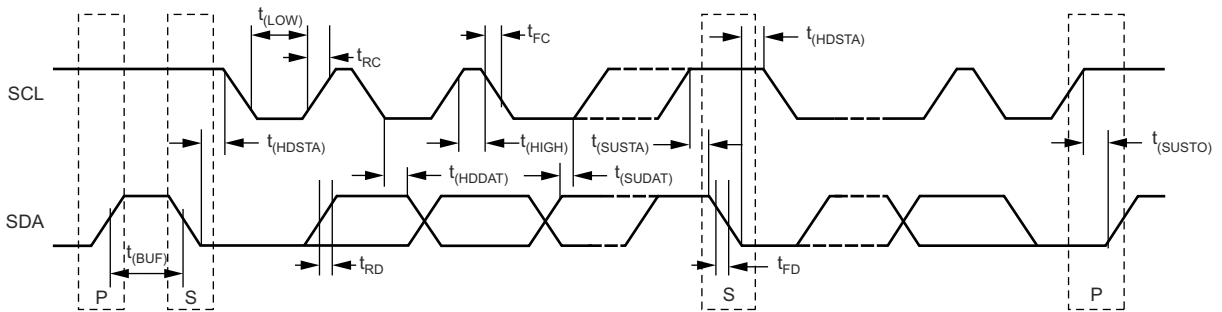 t(LOW)
tRC
tFC
t(HDSTA)
SCL
t(HDSTA)
t(HIGH)
t(SUSTA)
t(SUSTO)
t(HDDAT)
t(SUDAT)
SDA
t(BUF)
tRD
tFD
P
S
S
P